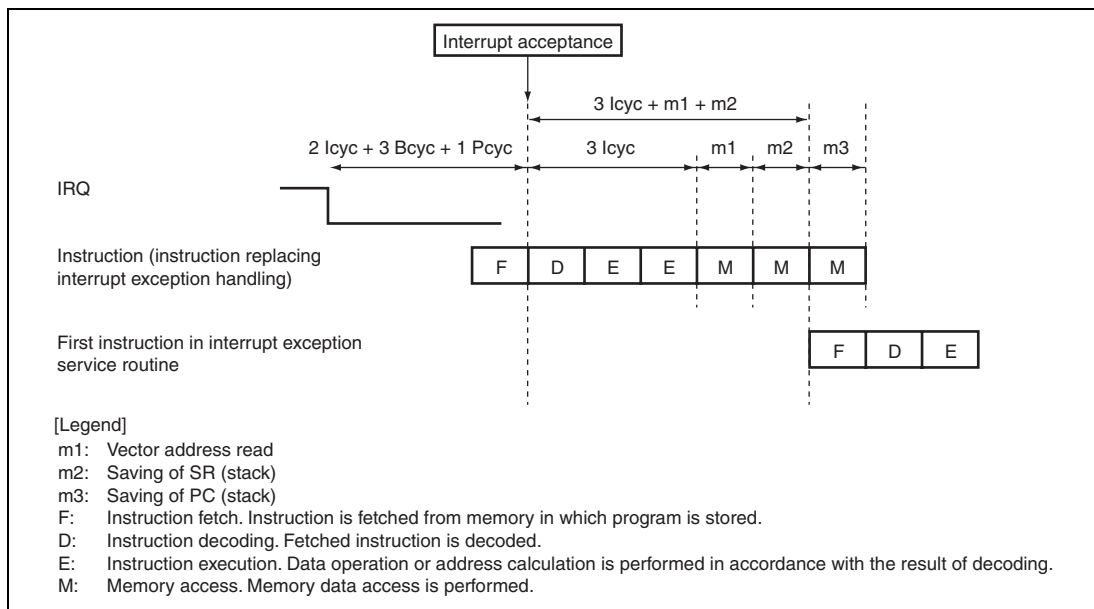 Interrupt acceptance
3 Icyc + m1 + m2
2 Icyc + 3 Bcyc + 1 Pcyc
3 Icyc
m1
m2
m3
IRQ
Instruction (instruction replacing
interrupt exception handling)
F D E E M M M
First instruction in interrupt exception
service routine
F D E
[Legend]
m1: Vector address read
m2: Saving of SR (stack)
m3: Saving of PC (stack)
F: Instruction fetch. Instruction is fetched from memory in which program is stored.
D: Instruction decoding. Fetched instruction is decoded.
E: Instruction execution. Data operation or address calculation is performed in accordance with the result of decoding.
M: Memory access. Memory data access is performed.